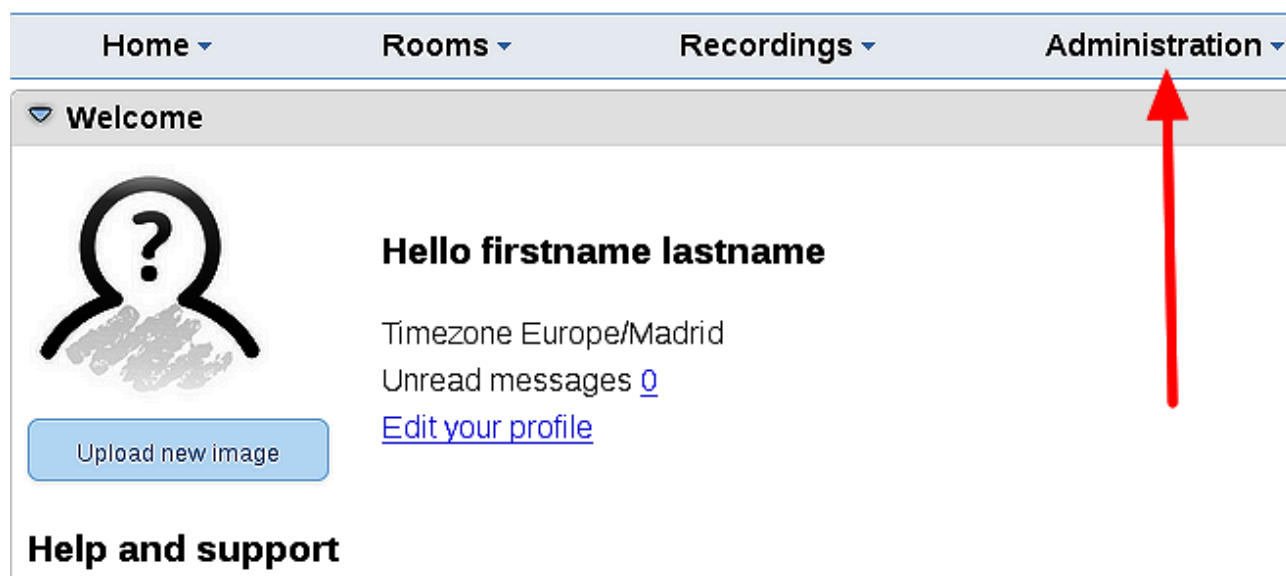 Home Rooms Recordings Administration
Welcome
?
Hello firstname lastname
Timezone Europe/Madrid
Unread messages 0
Edit your profile
Upload new image
Help and support